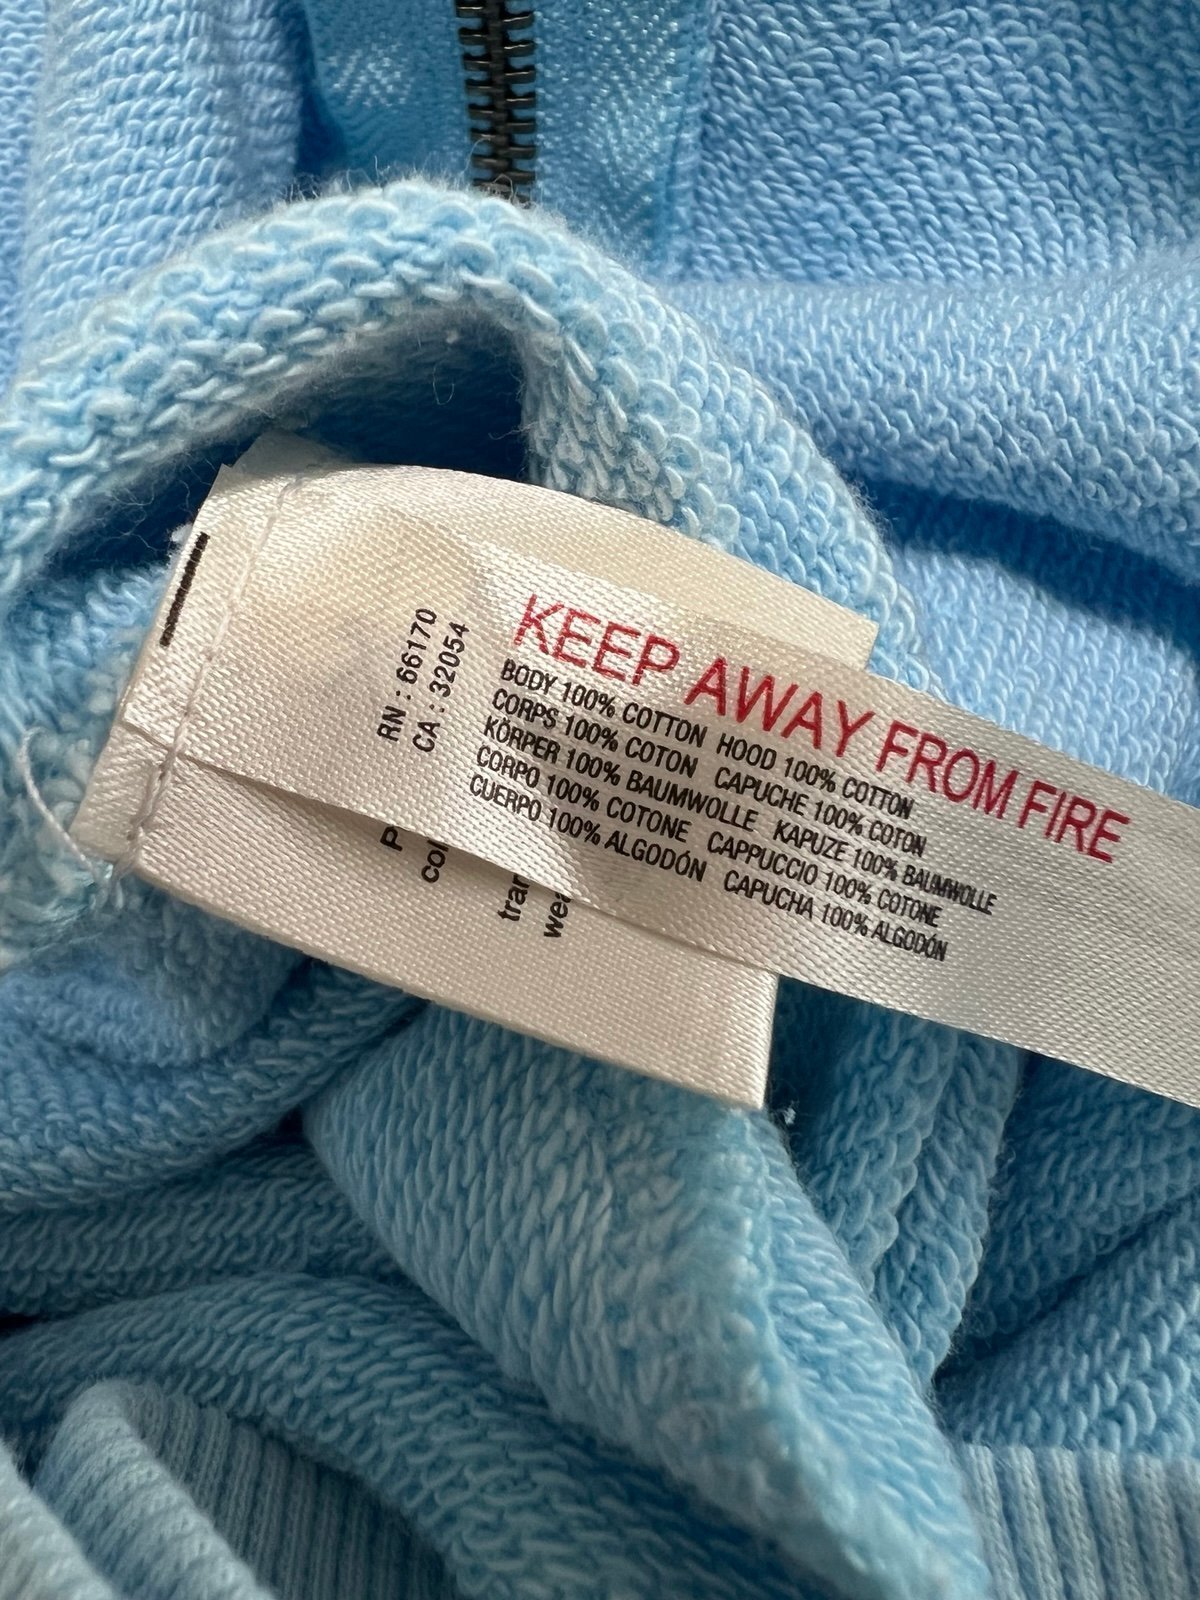 RN : 66170
CA : 32054
KEEP AWAY FROM FIRE
BODY 100% COTTON HOOD 100% COTTON
CORPS 100% COTON CAPUCHE 100% COTON
KÖRPER 100% BAUMWOLLE KAPUZE 100% BAUMWOLLE
CORPO 100% COTONE CAPPUCCIO 100% COTONE
CUERPO 100% ALGODÓN CAPUCHA 100% ALGODÓN